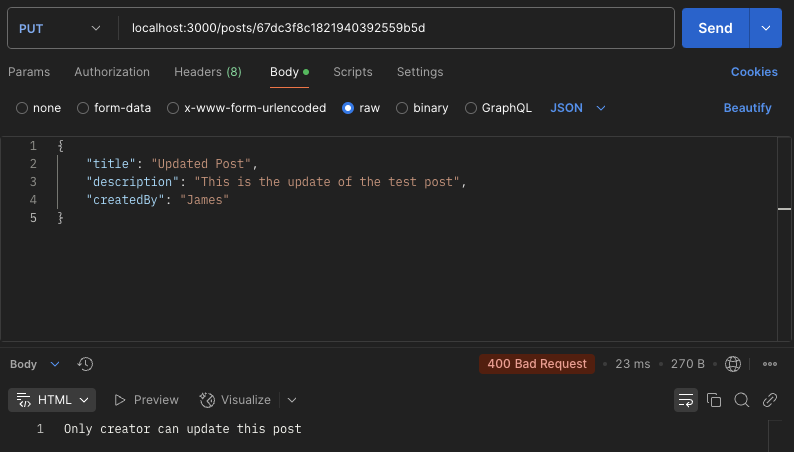 PUT localhost:3000/posts/67dc3f8c1821940392559b5d Send
Params Authorization Headers (8) Body Scripts Settings Cookies
none form-data x-www-form-urlencoded raw binary GraphQL JSON Beautify
1 {
2 "title": "Updated Post",
3 "description": "This is the update of the test post",
4 "createdBy": "James"
5 }
Body 400 Bad Request 23 ms 270 B
HTML Preview Visualize
1 Only creator can update this post